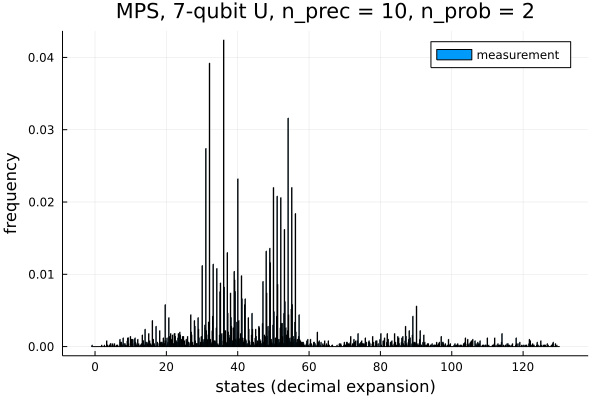 MPS, 7-qubit U, n_prec = 10, n_prob = 2
measurement
frequency
0.04
0.03
0.02
0.01
0.00
0 20 40 60 80 100 120
states (decimal expansion)